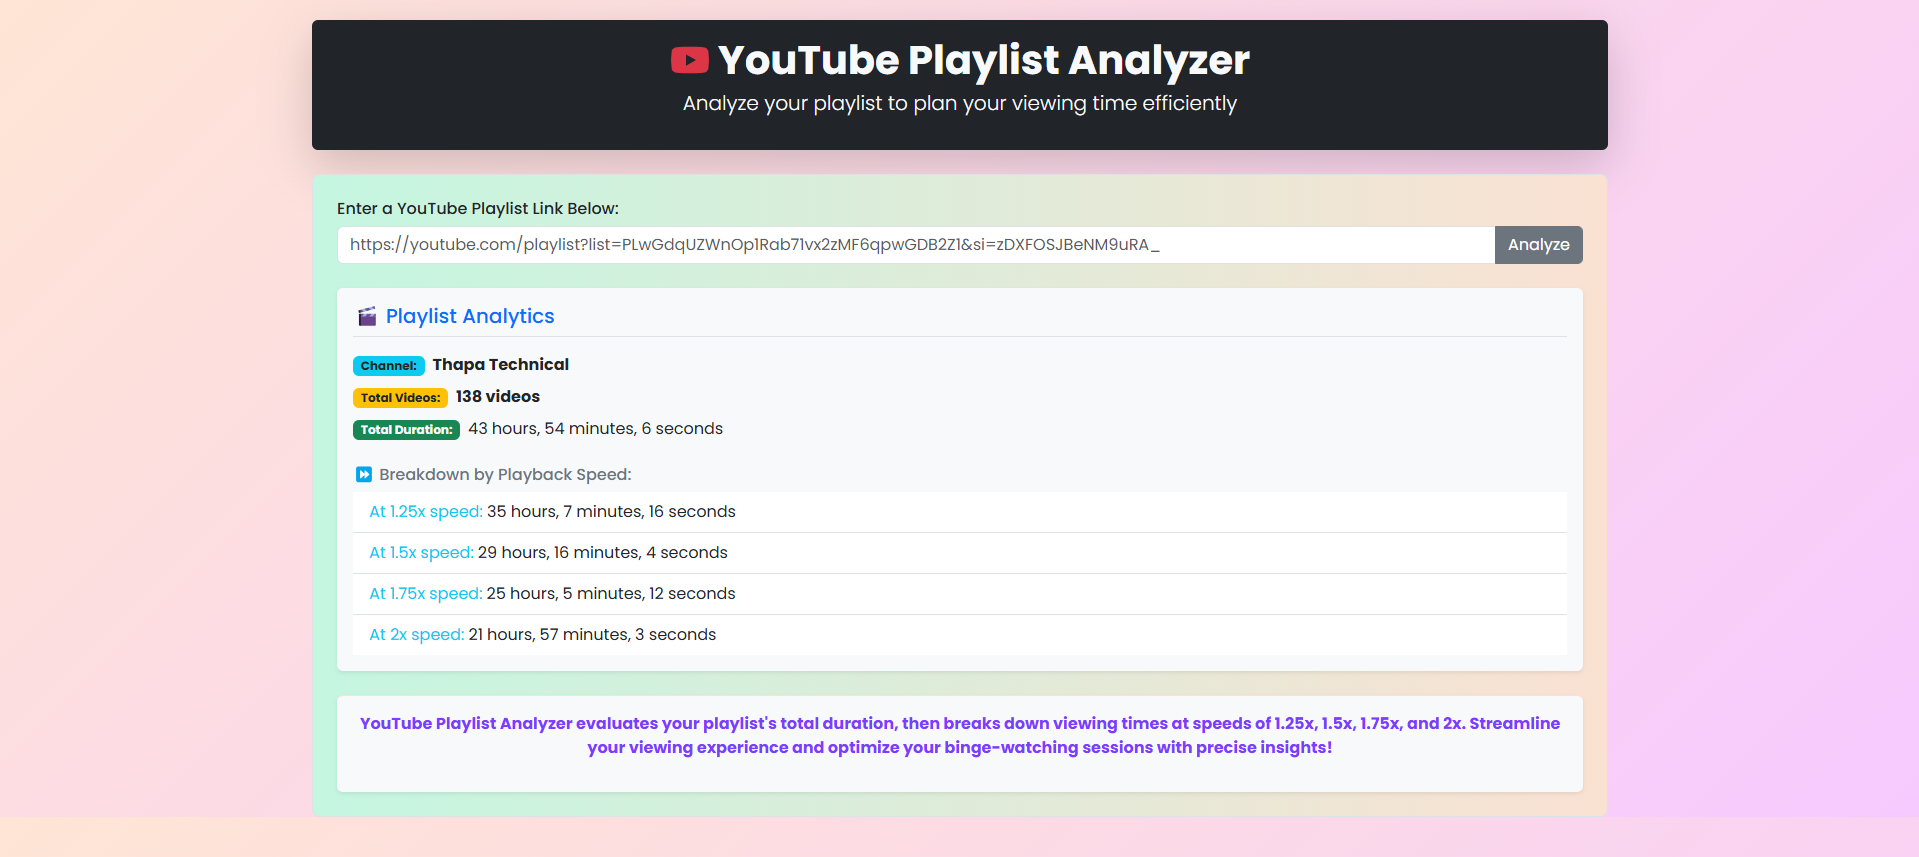 YouTube Playlist Analyzer
Analyze your playlist to plan your viewing time efficiently
Enter a YouTube Playlist Link Below:
https://youtube.com/playlist?list=PLwGdqUZWnOp1Rab71vx2zMF6qpwGDB2Z1&si=zDXFOSJBeNM9uRA_
Analyze
Playlist Analytics
Channel: Thapa Technical
Total Videos: 138 videos
Total Duration: 43 hours, 54 minutes, 6 seconds
Breakdown by Playback Speed:
At 1.25x speed: 35 hours, 7 minutes, 16 seconds
At 1.5x speed: 29 hours, 16 minutes, 4 seconds
At 1.75x speed: 25 hours, 5 minutes, 12 seconds
At 2x speed: 21 hours, 57 minutes, 3 seconds
YouTube Playlist Analyzer evaluates your playlist's total duration, then breaks down viewing times at speeds of 1.25x, 1.5x, 1.75x, and 2x. Streamline
your viewing experience and optimize your binge-watching sessions with precise insights!